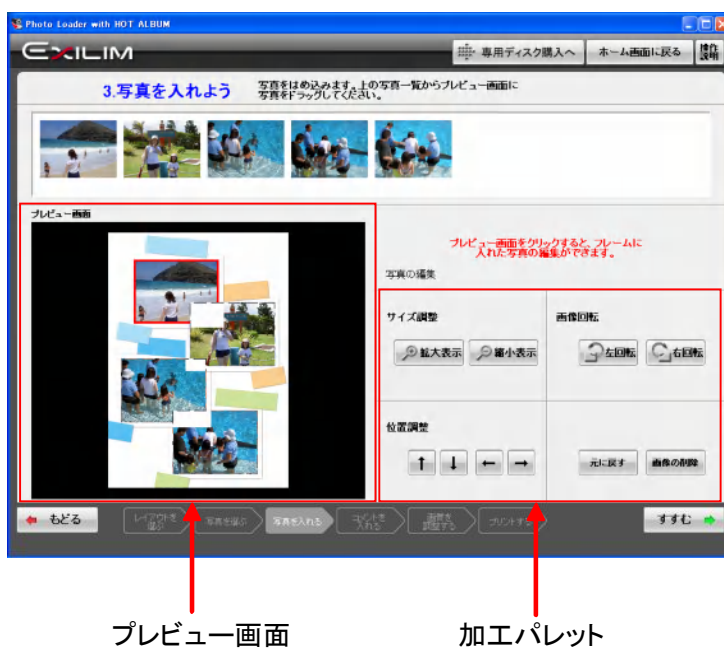 Photo Loader with HOT ALBUM
EXILIM
専用ディスク購入へ
ホーム画面に戻る
操作
説明
3.写真を入れよう
写真をはめ込みます。上の写真一覧からプレビュー画面に
写真をドラッグしてください。
プレビュー画面
プレビュー画面をクリックすると、フレームに
入れた写真の編集ができます。
写真の編集
サイズ調整
画像回転
拡大表示
縮小表示
左回転
右回転
位置調整
↑
↓
←
→
元に戻す
画像の削除
もどる
レイアウトを
選ぶ
写真を選ぶ
写真を入れる
コメントを
入れる
画質を
調整する
プリントする
すすむ
プレビュー画面
加工パレット